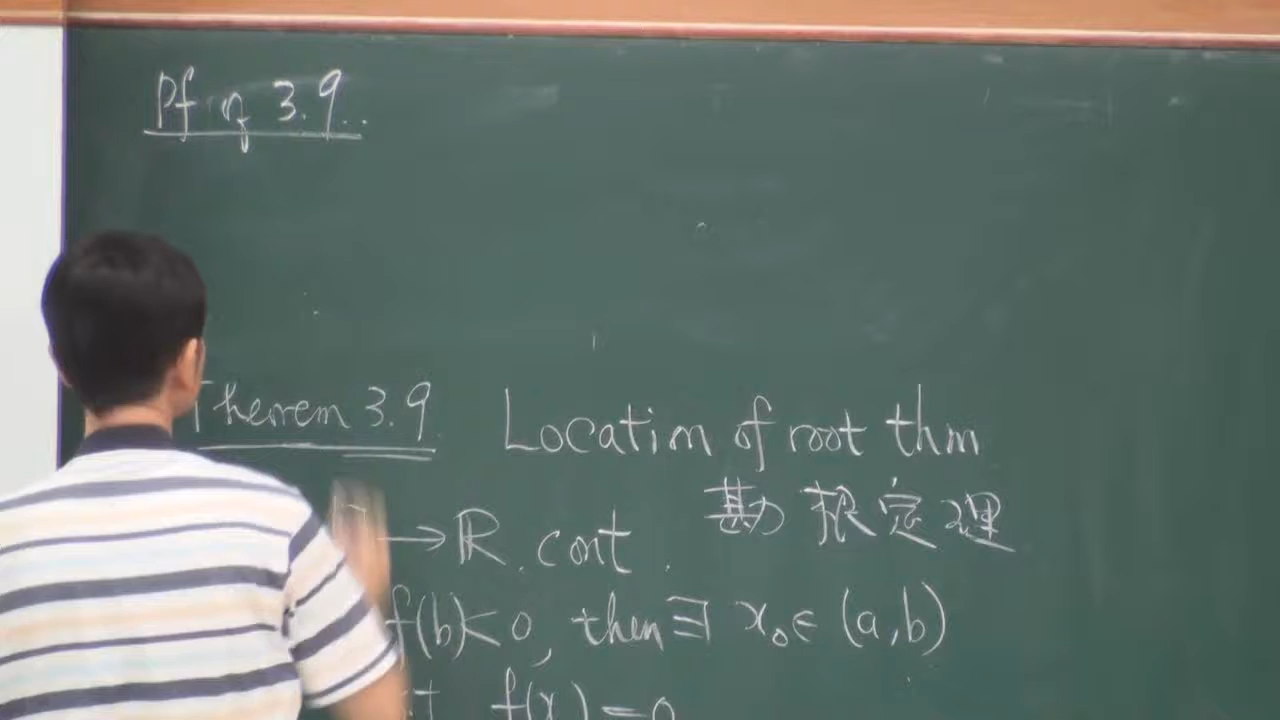 Pf of 3.9.
Theorem 3.9 Location of root thm
勘根定理
→ ℝ . cont .
f(b)<0, then ∃ x₀ ∈ (a,b)
f(x )=0